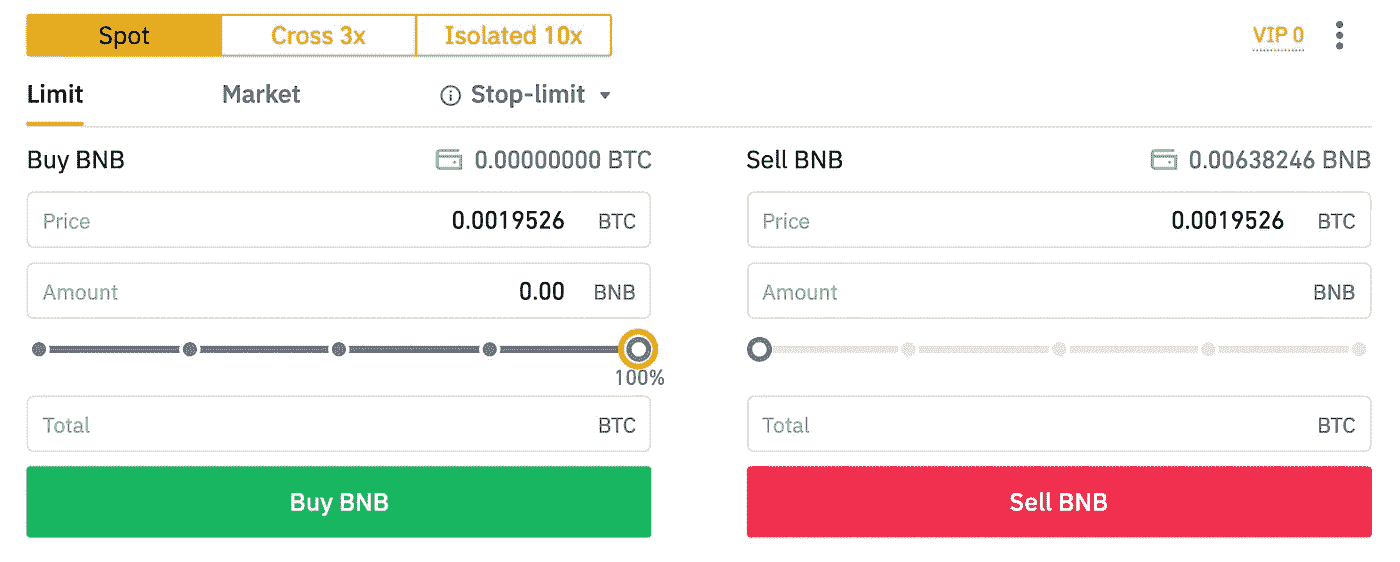 Spot Cross 3x Isolated 10x VIP 0
Limit Market Stop-limit
Buy BNB 0.00000000 BTC
Price 0.0019526 BTC
Amount 0.00 BNB
100%
Total BTC
Buy BNB
Sell BNB 0.00638246 BNB
Price 0.0019526 BTC
Amount BNB
Total BTC
Sell BNB